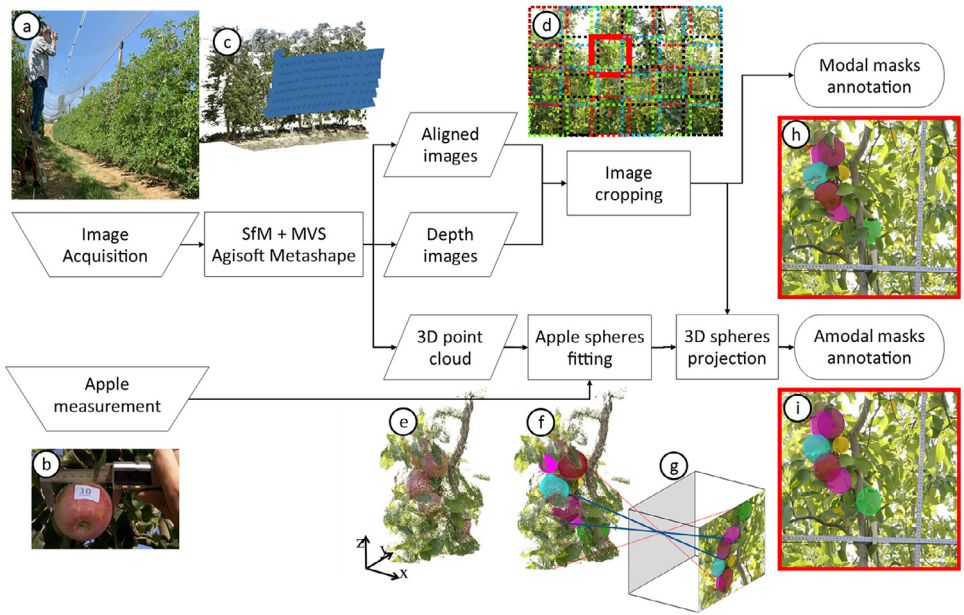 a
c
d
Modal masks
annotation
Aligned
images
h
Image
cropping
Image
Acquisition
SfM + MVS
Agisoft Metashape
Depth
images
3D point
cloud
Apple spheres
fitting
3D spheres
projection
Amodal masks
annotation
Apple
measurement
e
f
i
b
g
10
z
y
x